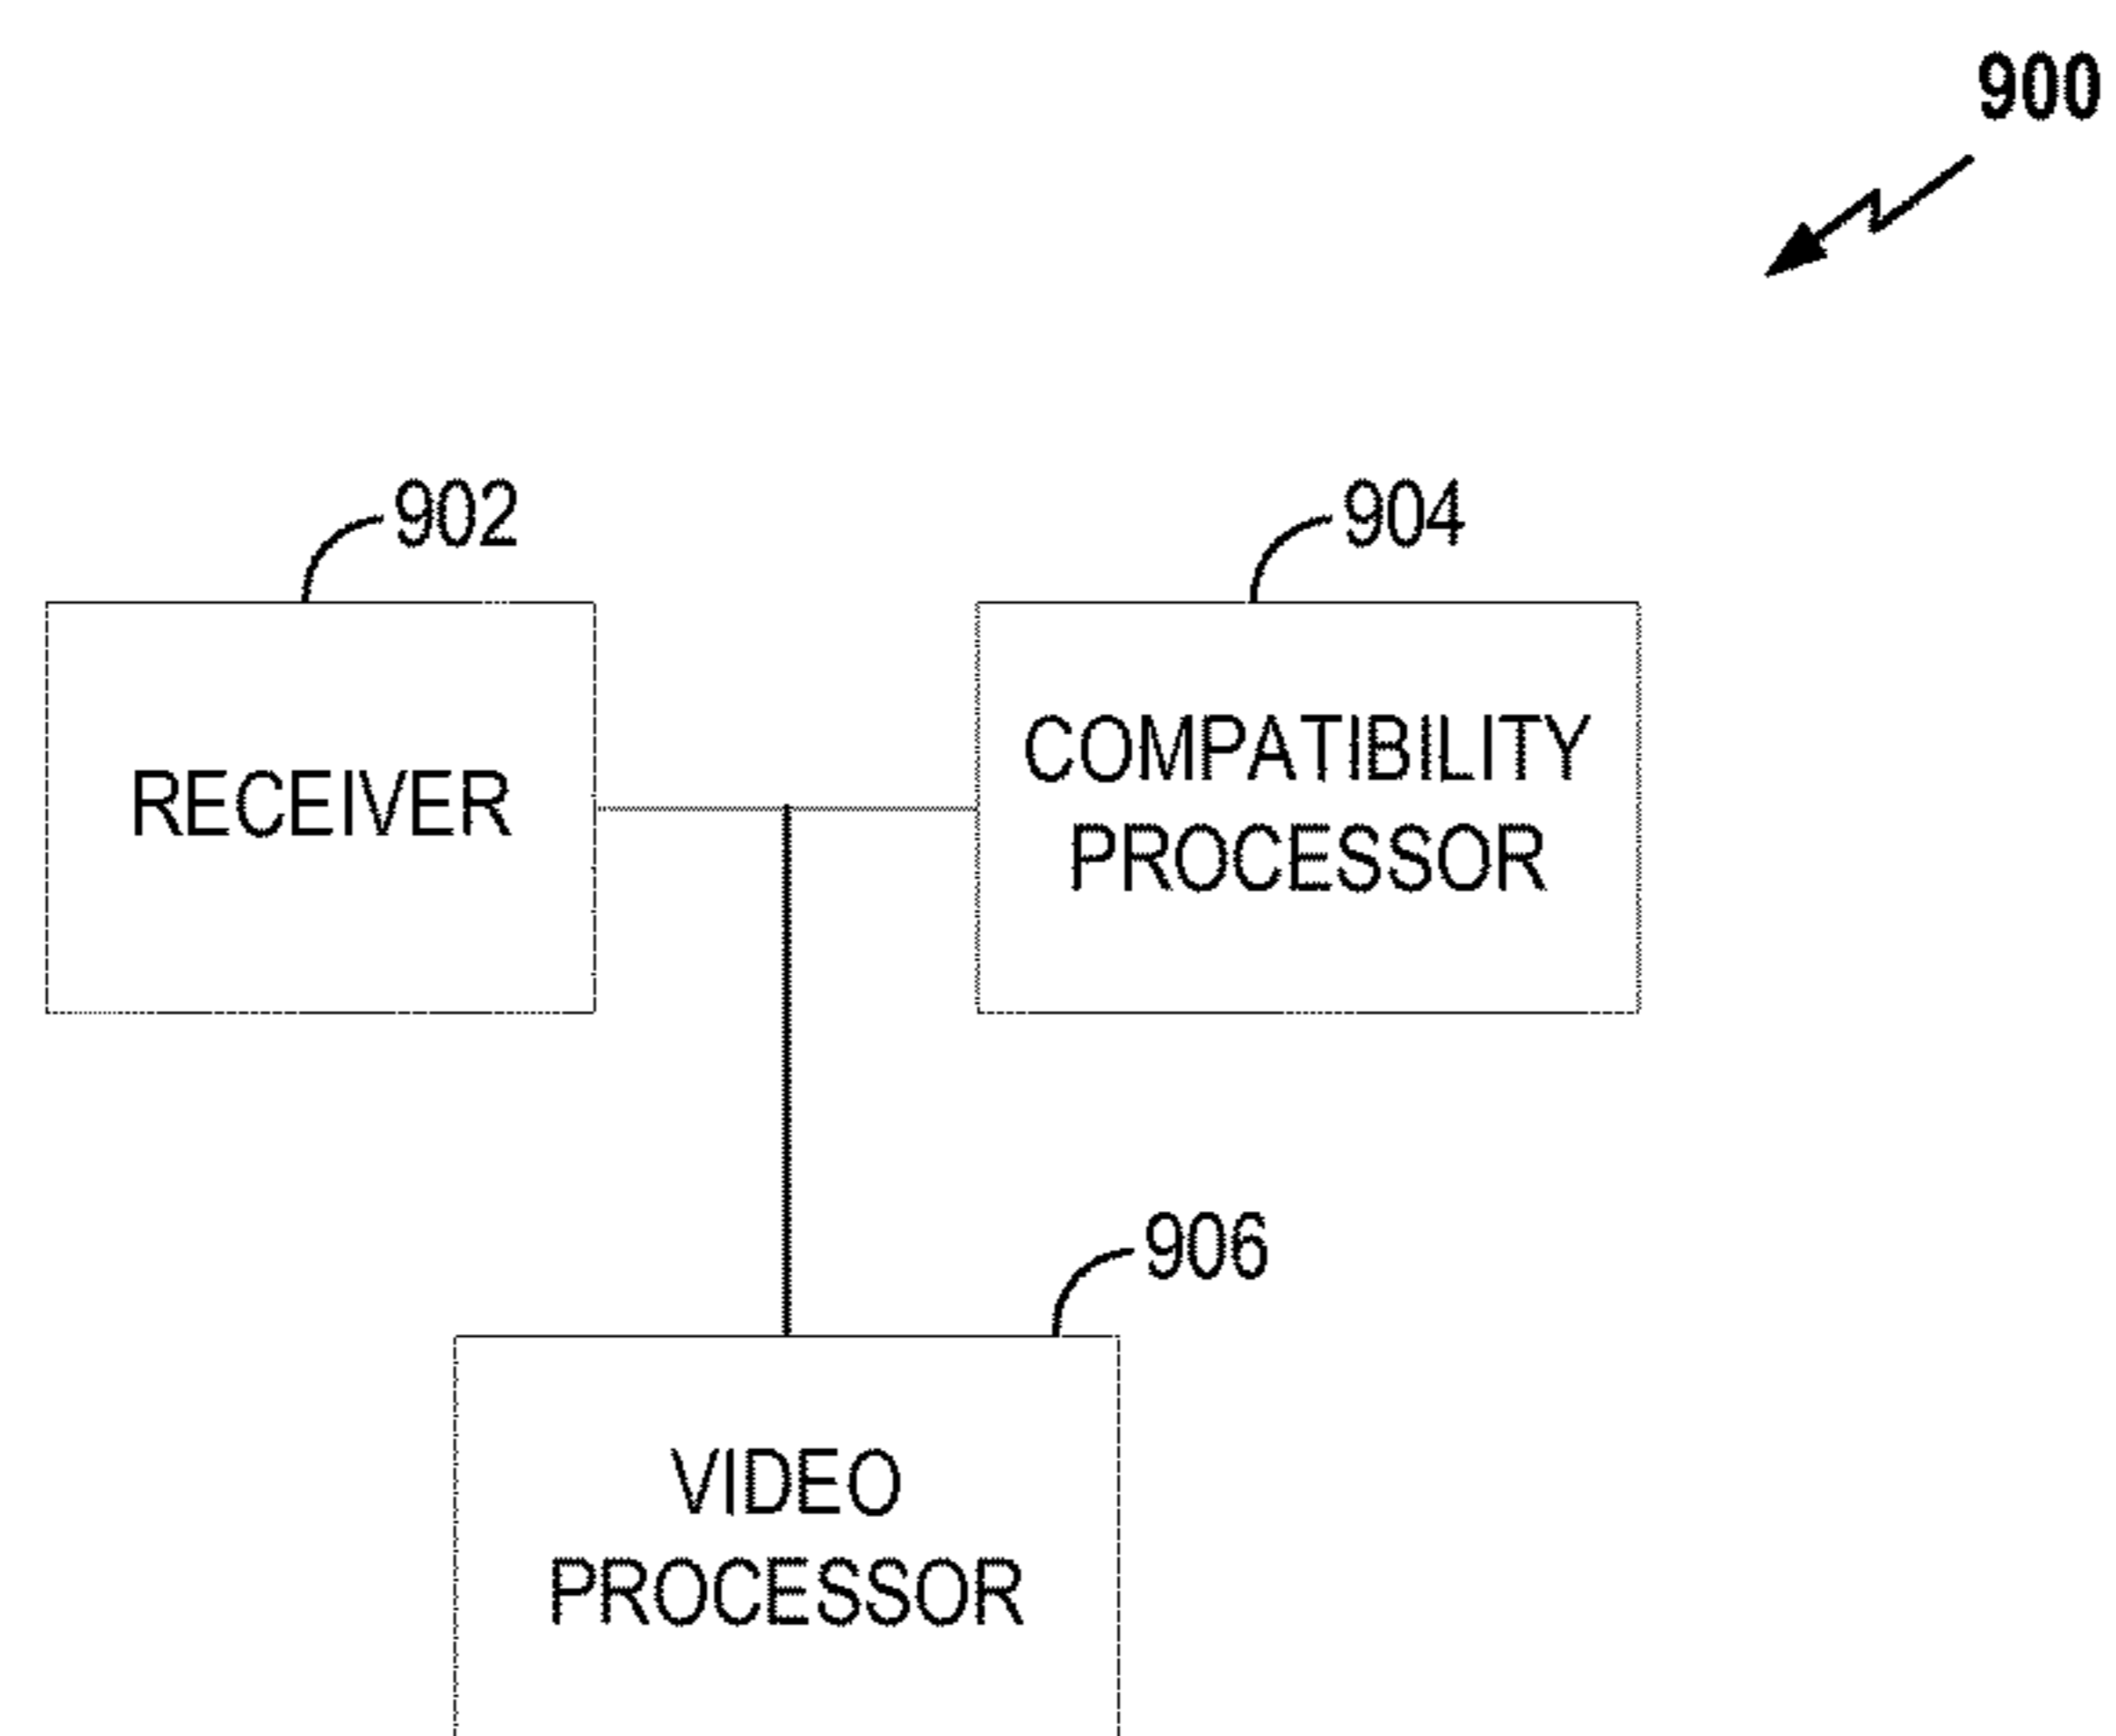 900
902
904
RECEIVER
COMPATIBILITY
PROCESSOR
906
VIDEO
PROCESSOR